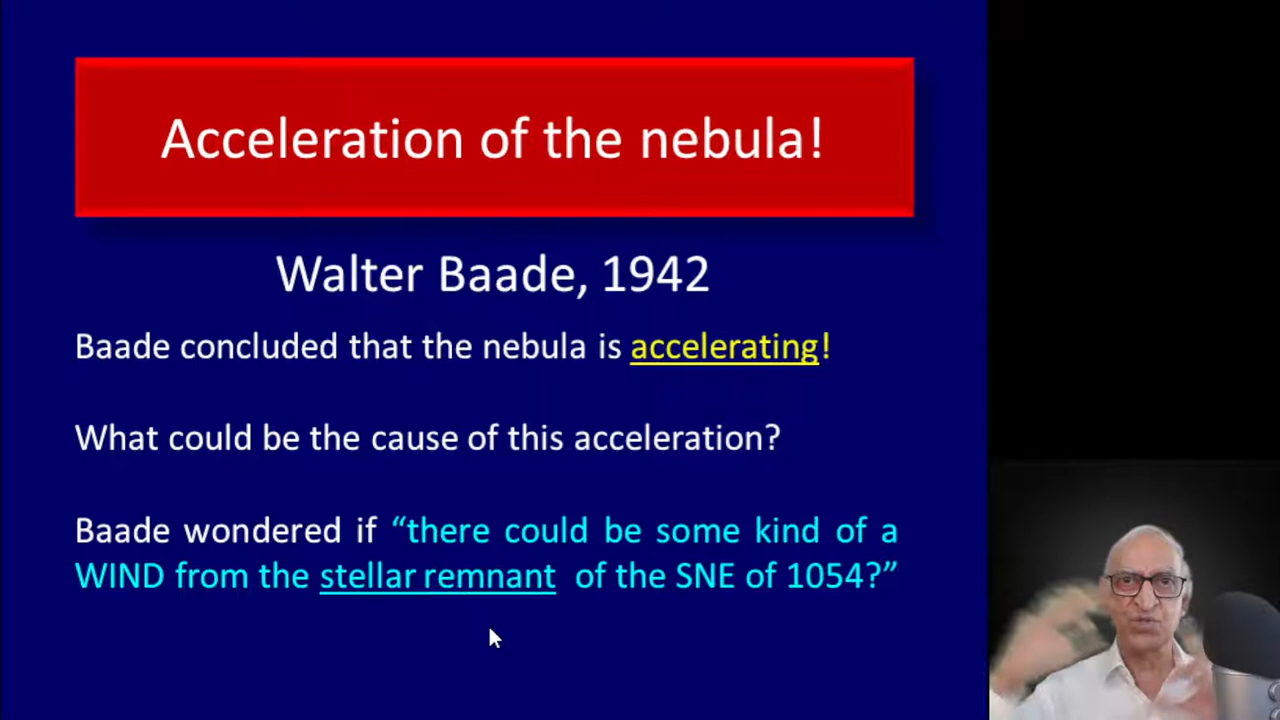 Acceleration of the nebula!
Walter Baade, 1942
Baade concluded that the nebula is accelerating!
What could be the cause of this acceleration?
Baade wondered if “there could be some kind of a
WIND from the stellar remnant of the SNE of 1054?”